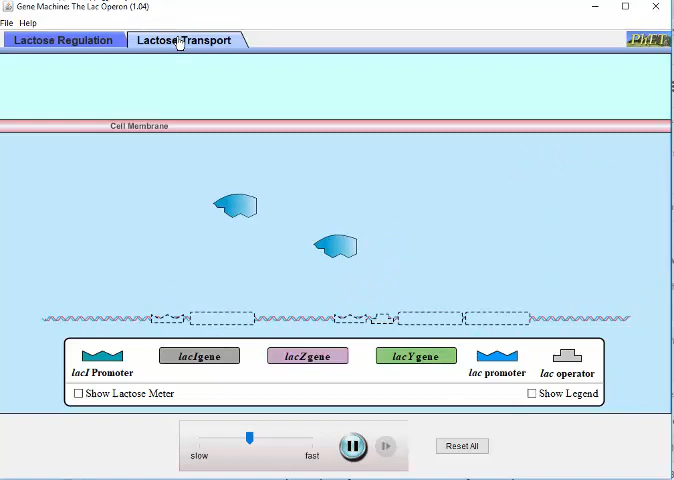 Gene Machine: The Lac Operon (1.04)
File Help
Lactose Regulation Lactose Transport
PhET
Cell Membrane
lacI gene lacZ gene lacY gene
lacI Promoter lac promoter lac operator
Show Lactose Meter Show Legend
slow fast Reset All